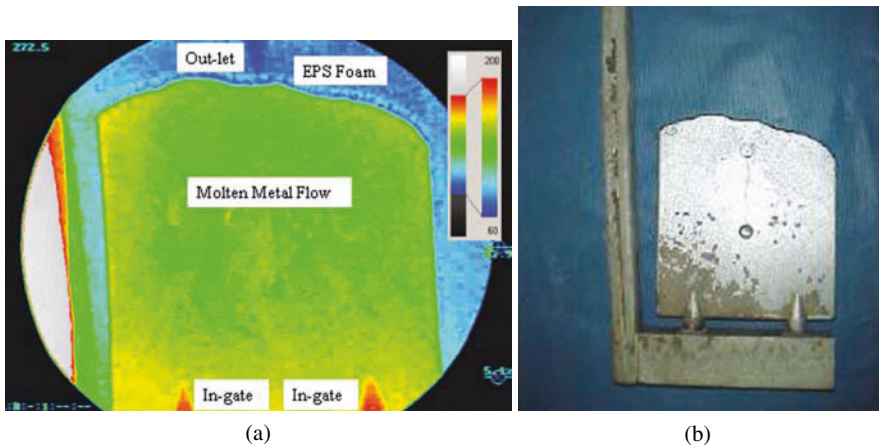 272.5
Out-let
EPS Foam
200
Molten Metal Flow
60
In-gate
In-gate
(a)
(b)